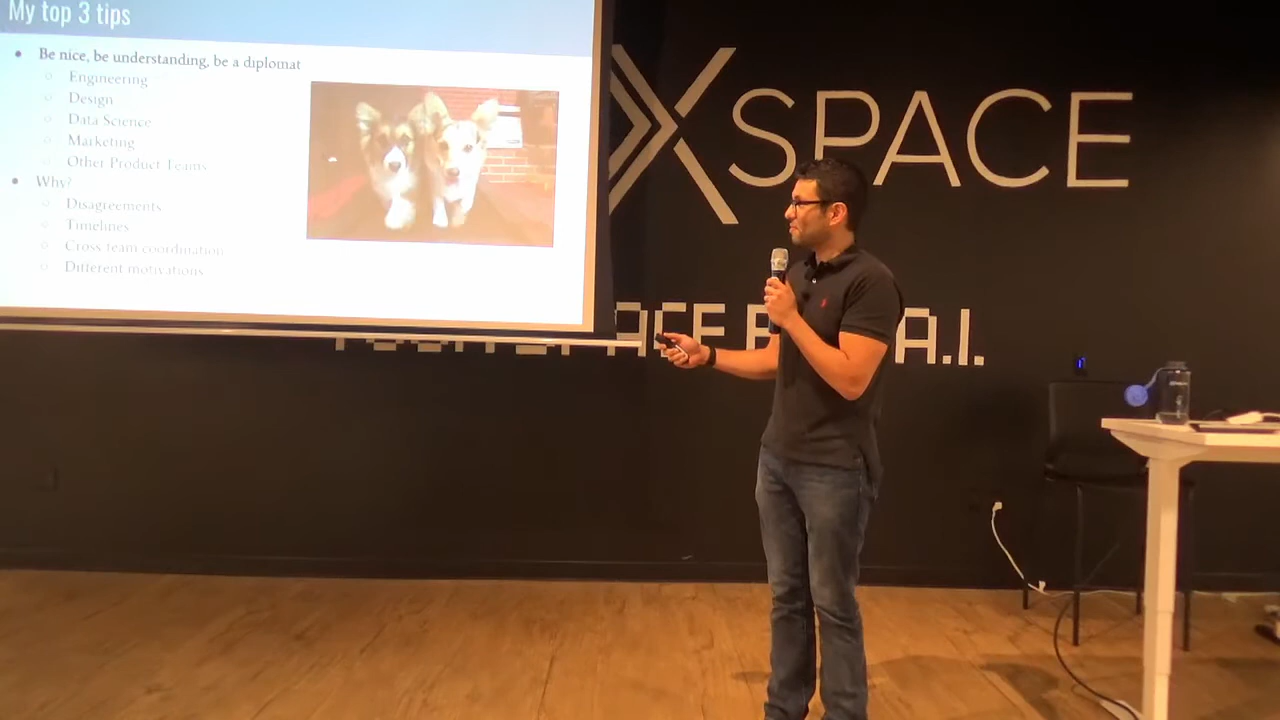 My top 3 tips
Be nice, be understanding, be a diplomat
Engineering
Design
Data Science
Marketing
Other Product Teams
Why?
Disagreements
Timelines
Cross team coordination
Different motivations
XSPACE
A.I.